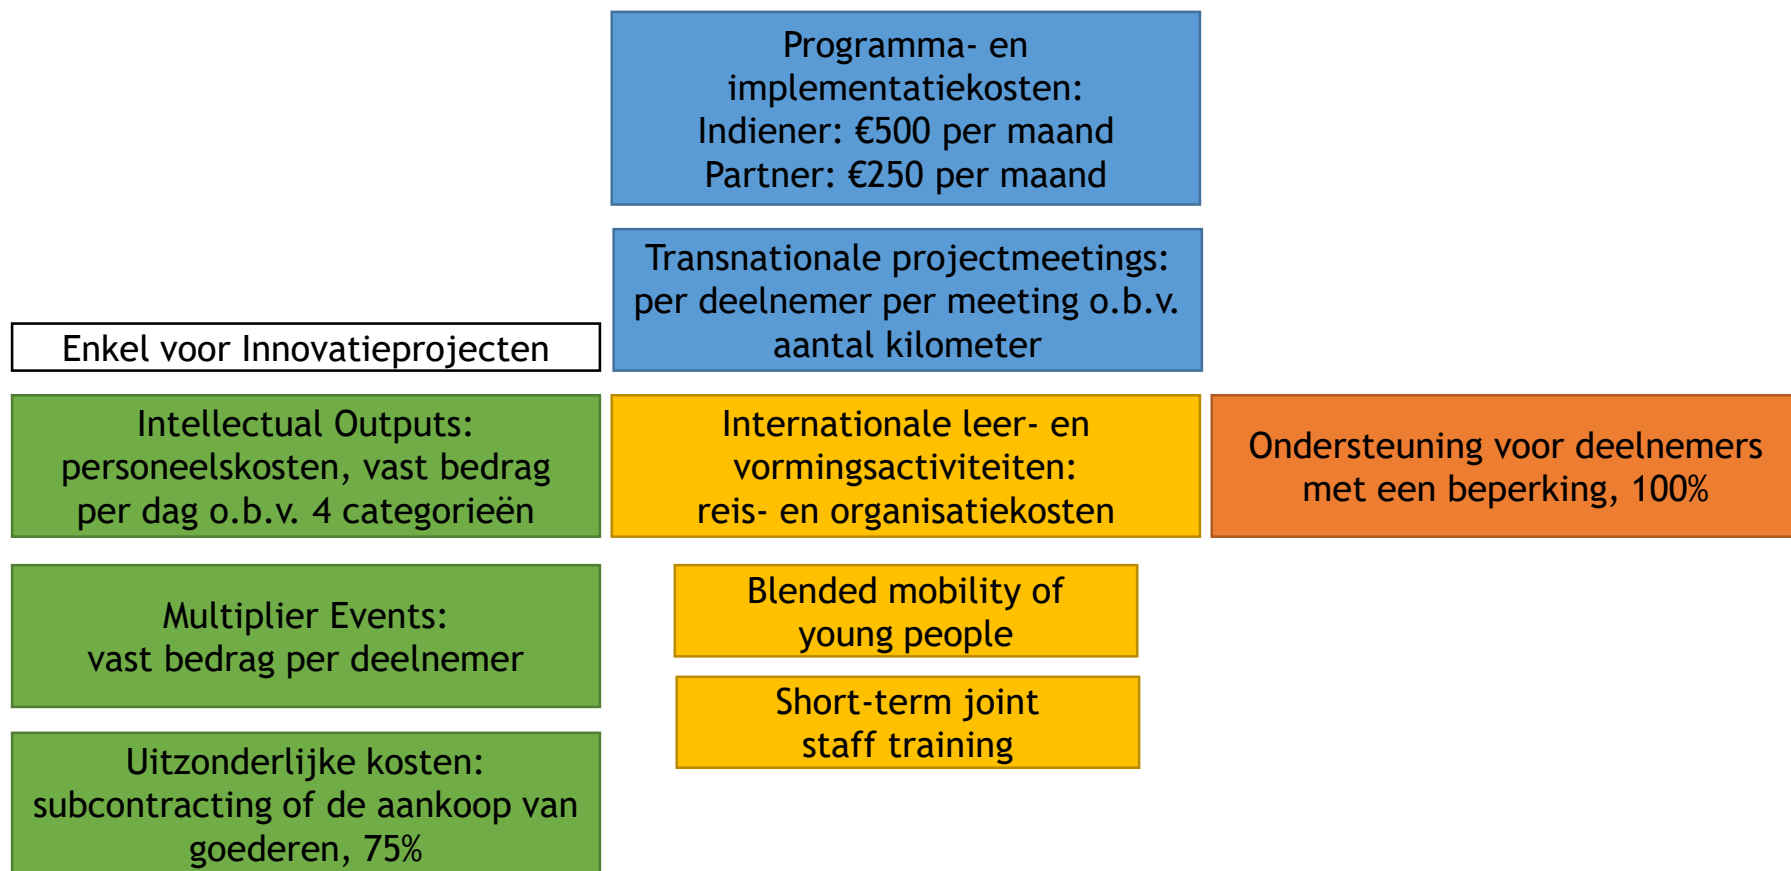 Programma- en
implementatiekosten:
Indiener: €500 per maand
Partner: €250 per maand
Transnationale projectmeetings:
per deelnemer per meeting o.b.v.
aantal kilometer
Enkel voor Innovatieprojecten
Intellectual Outputs:
personeelskosten, vast bedrag
per dag o.b.v. 4 categorieën
Internationale leer- en
vormingsactiviteiten:
reis- en organisatiekosten
Ondersteuning voor deelnemers
met een beperking, 100%
Multiplier Events:
vast bedrag per deelnemer
Blended mobility of
young people
Short-term joint
staff training
Uitzonderlijke kosten:
subcontracting of de aankoop van
goederen, 75%